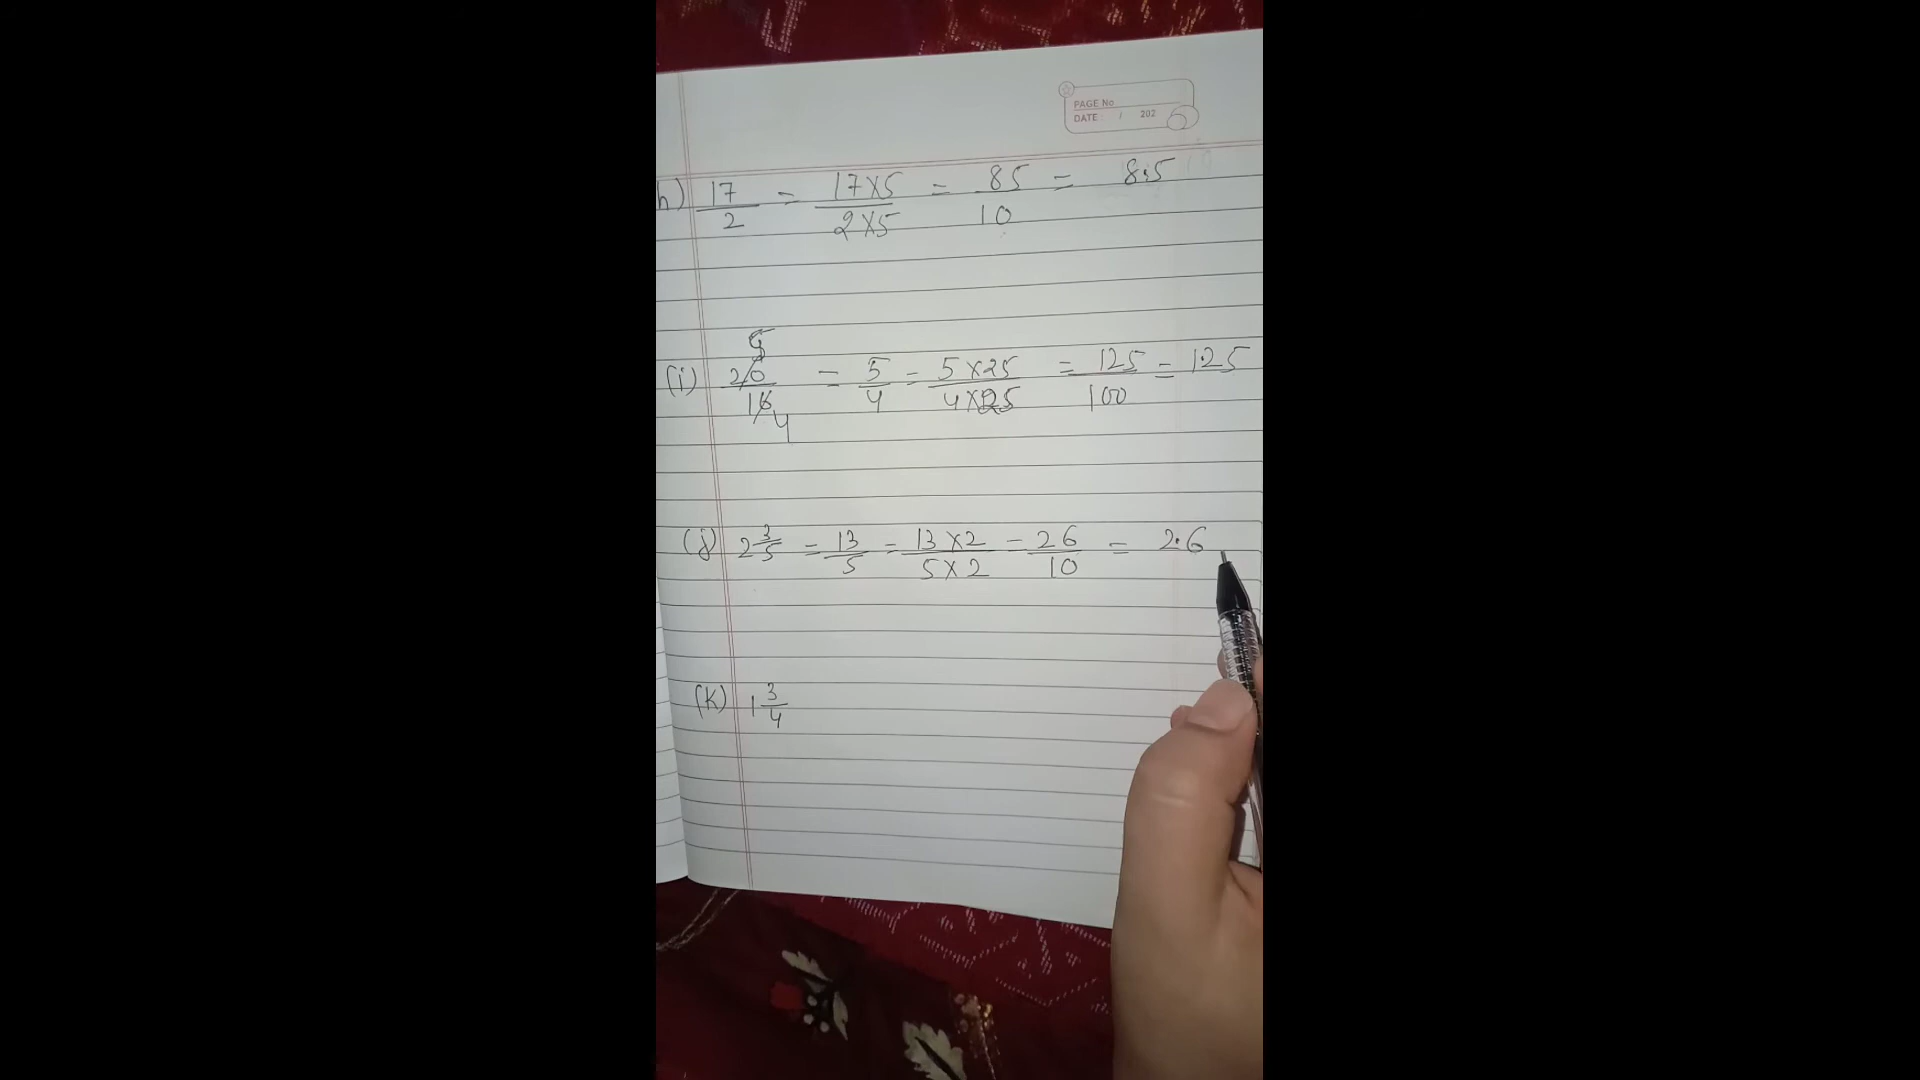 PAGE No
DATE : / 202
h) 17/2 = 17×5/2×5 = 85/10 = 8.5
(i) 20/16 5 4 = 5/4 = 5×25/4×25 = 125/100 = 1.25
(j) 2 3/5 = 13/5 = 13×2/5×2 = 26/10 = 2.6
(K) 1 3/4